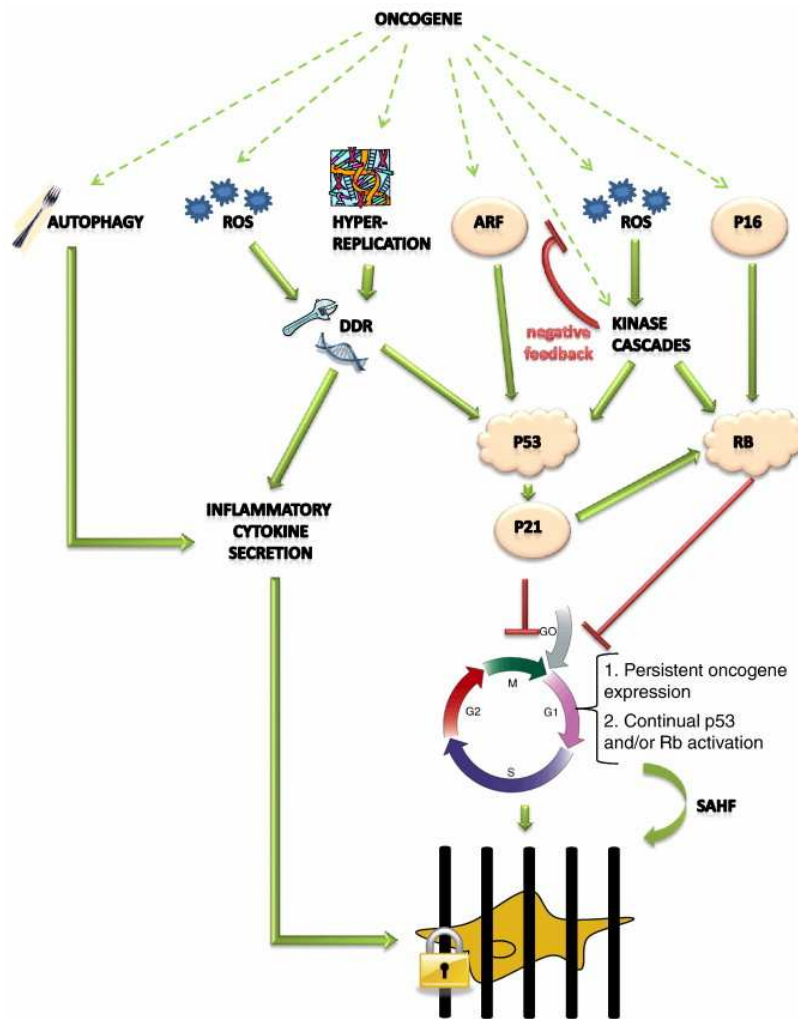 ONCOGENE
AUTOPHAGY
ROS
HYPER-
REPLICATION
ARF
ROS
P16
DDR
negative
feedback
KINASE
CASCADES
P53
RB
INFLAMMATORY
CYTOKINE
SECRETION
P21
GO
M
G2
G1
S
1. Persistent oncogene
expression
2. Continual p53
and/or Rb activation
SAHF